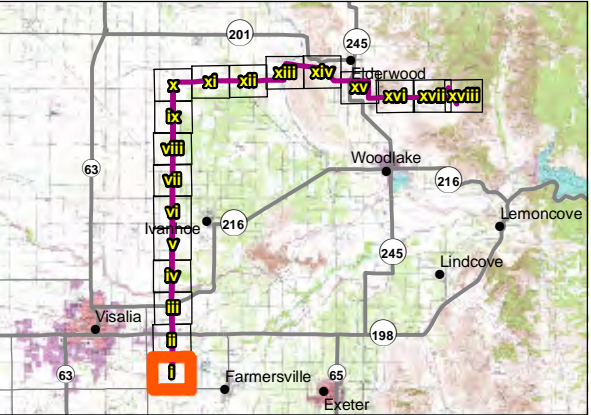 201
245
Elderwood
x
xi
xii
xiii
xiv
xv
xvi
xvii
xviii
ix
viii
63
vii
Woodlake
216
vi
Ivanhoe
216
Lemoncove
v
245
Lindcove
iv
iii
Visalia
ii
198
i
63
Farmersville
65
Exeter